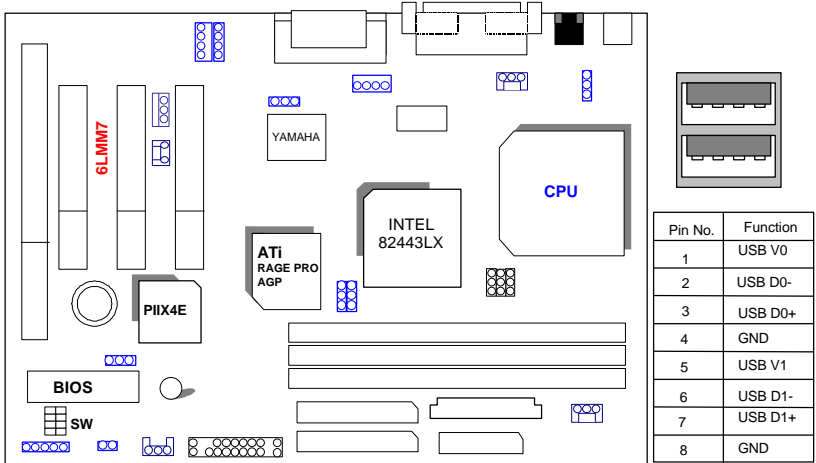 6LMM7
YAMAHA
CPU
INTEL
82443LX
ATi
RAGE PRO
AGP
PIIX4E
BIOS
SW
Pin No. Function
1 USB V0
2 USB D0-
3 USB D0+
4 GND
5 USB V1
6 USB D1-
7 USB D1+
8 GND